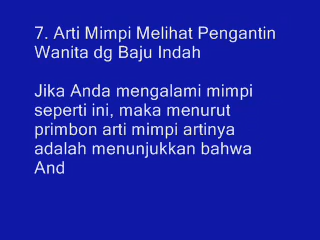 7. Arti Mimpi Melihat Pengantin
Wanita dg Baju Indah
Jika Anda mengalami mimpi
seperti ini, maka menurut
primbon arti mimpi artinya
adalah menunjukkan bahwa
And